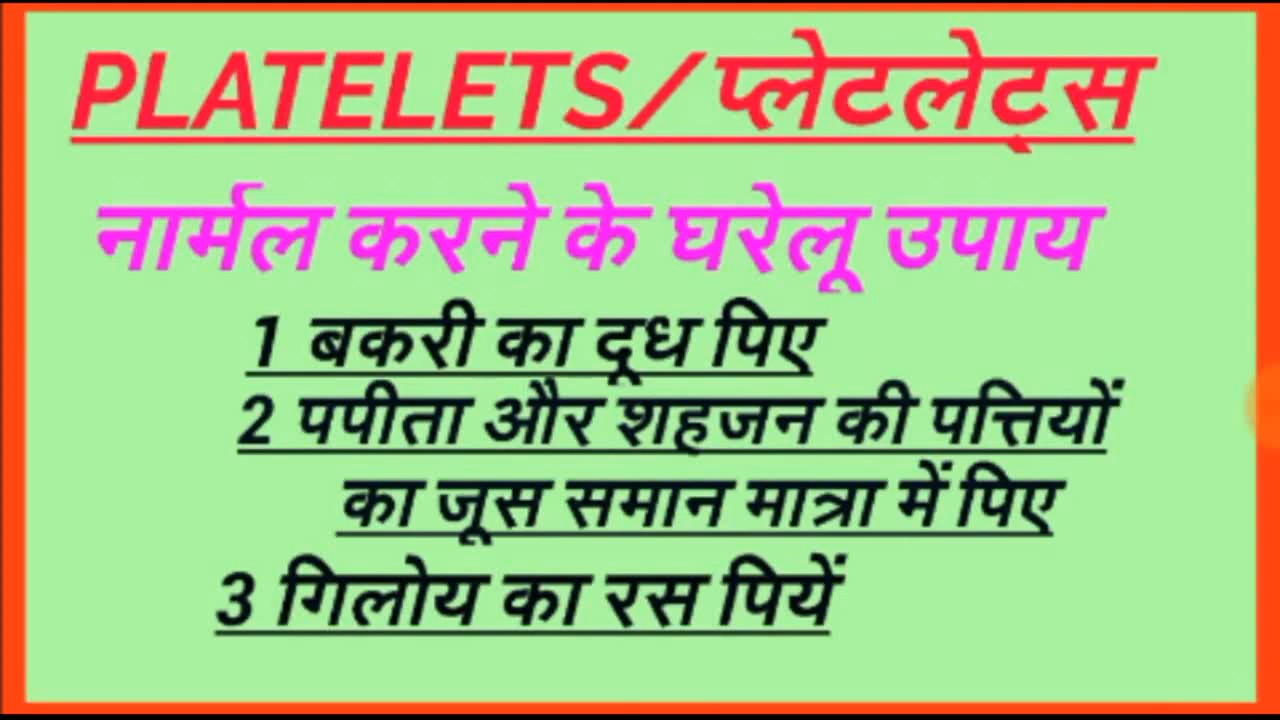 PLATELETS/प्लेटलेट्स
नार्मल करने के घरेलू उपाय
1 बकरी का दूध पिए
2 पपीता और शहजन की पत्तियों
का जूस समान मात्रा में पिए
3 गिलोय का रस पियें